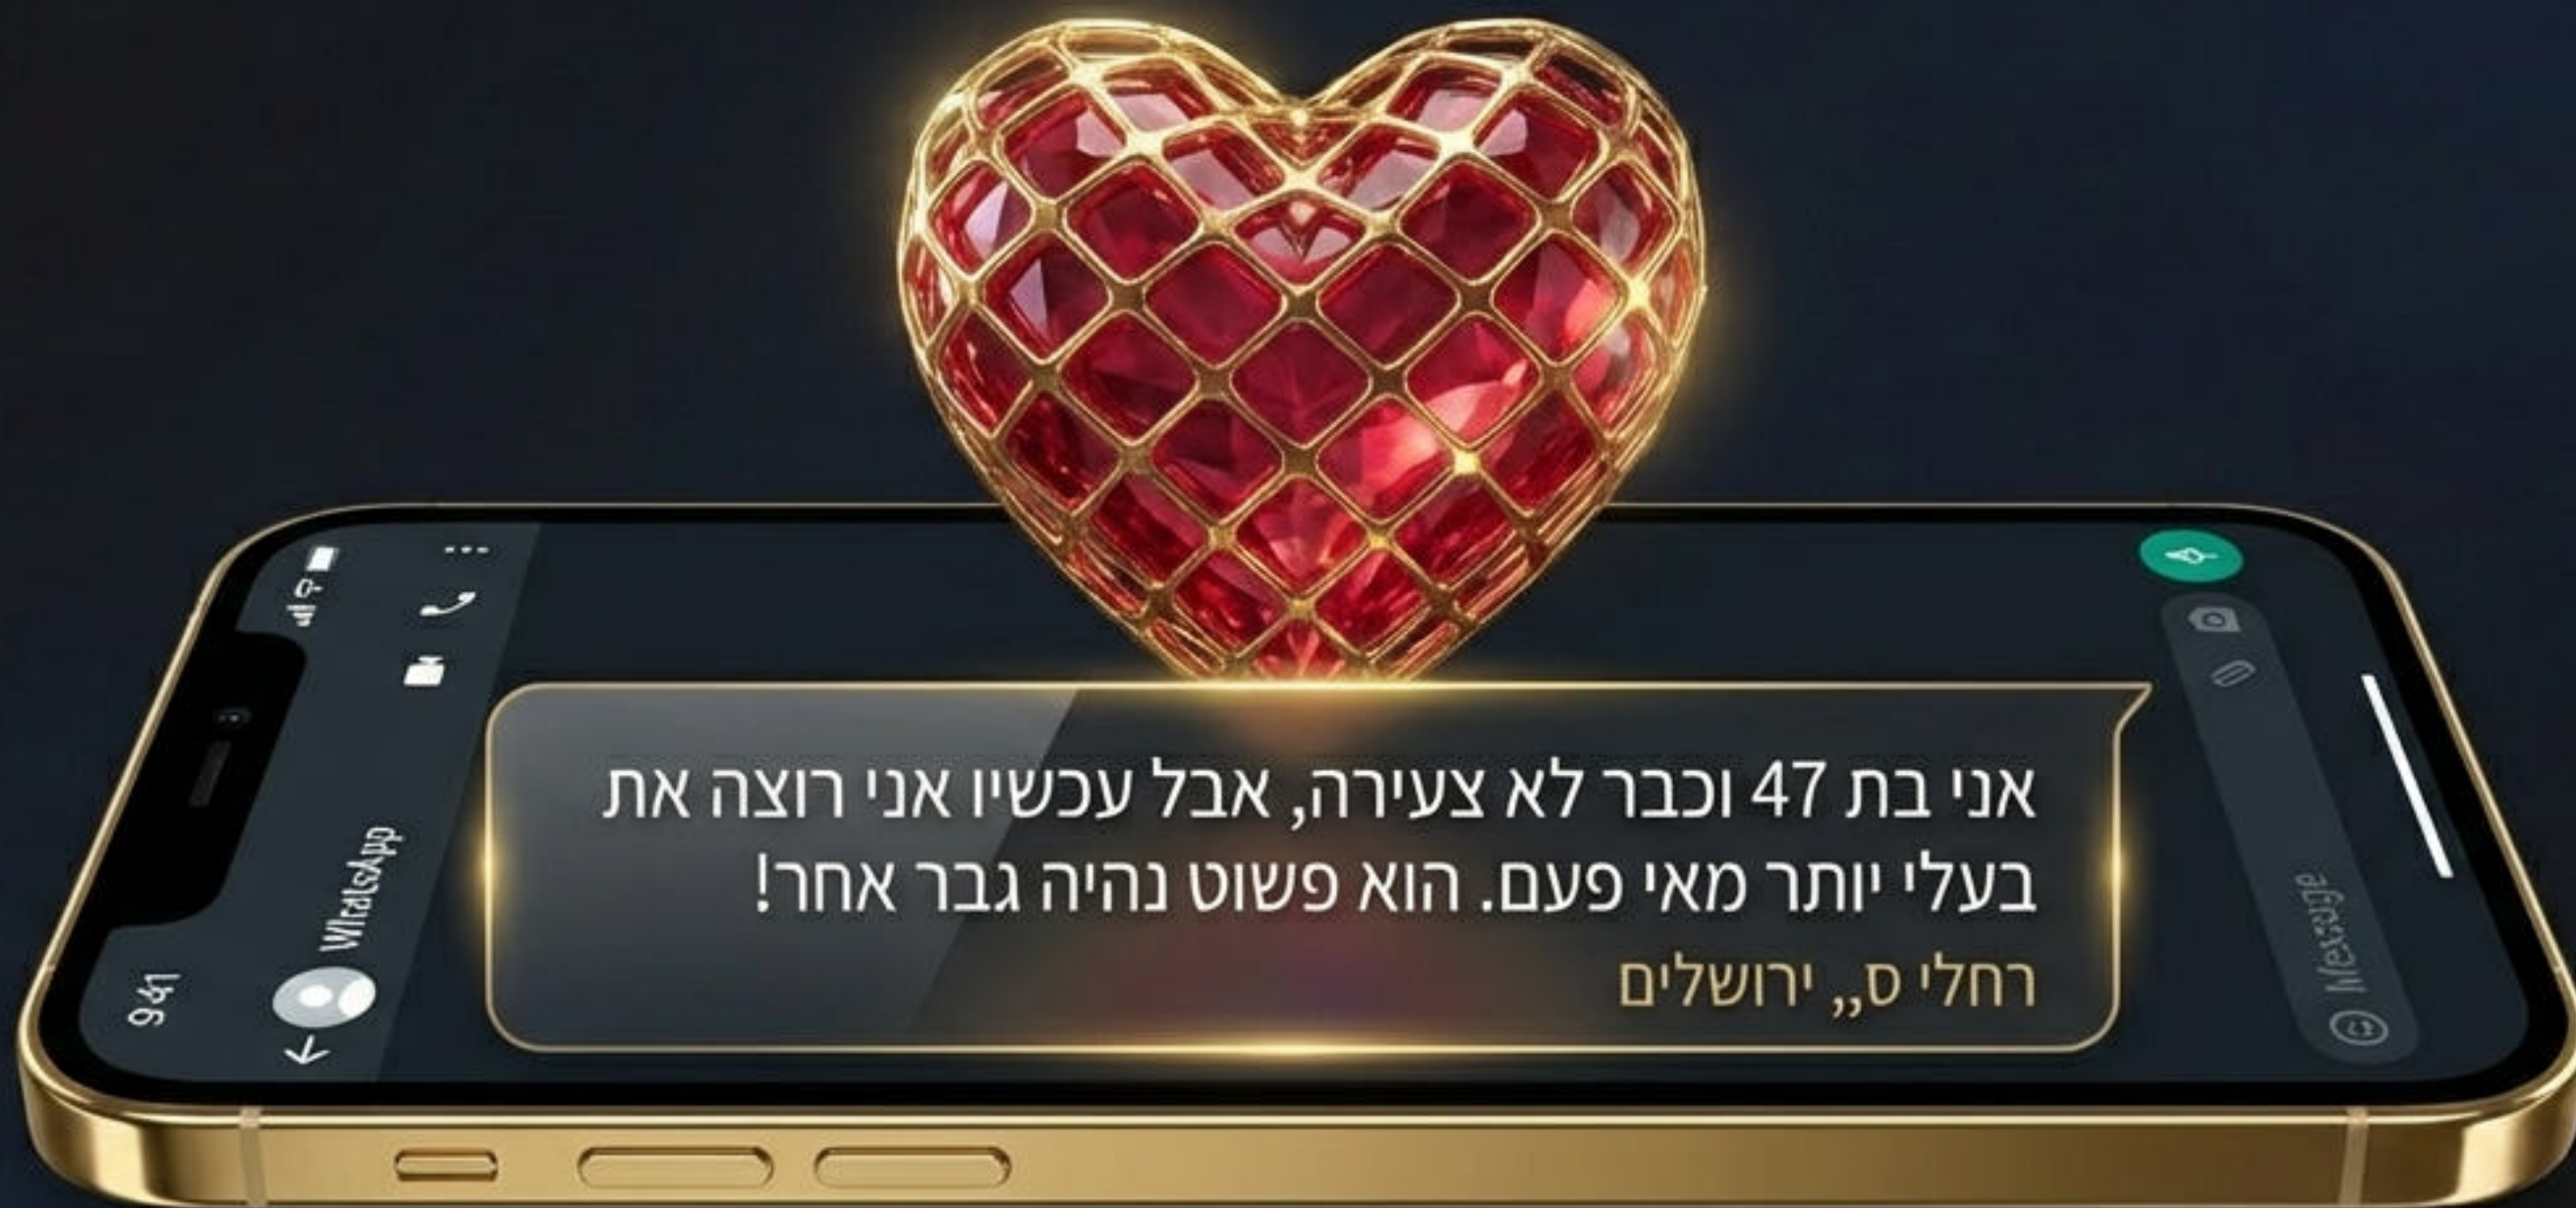 9:41
WhatsApp
אני בת 47 וכבר לא צעירה, אבל עכשיו אני רוצה את
בעלי יותר מאי פעם. הוא פשוט נהיה גבר אחר!
רחלי ס,, ירושלים
Message